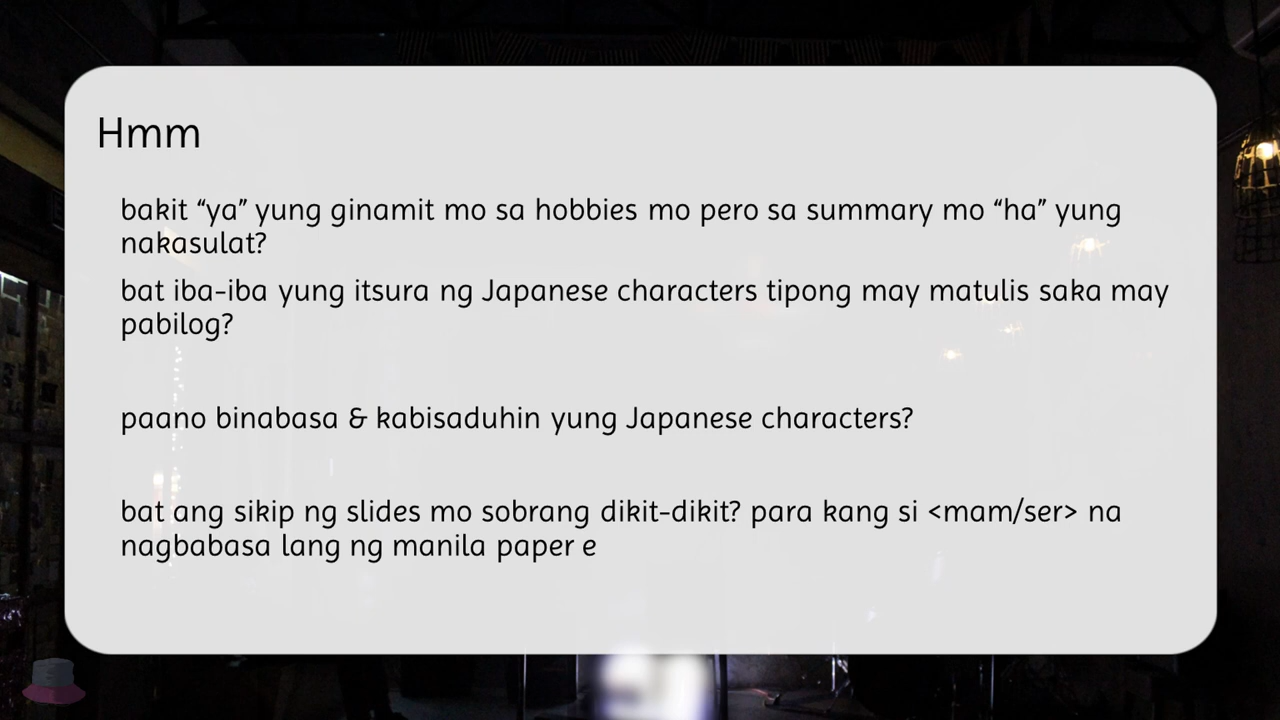 Hmm
bakit “ya” yung ginamit mo sa hobbies mo pero sa summary mo “ha” yung
nakasulat?
bat iba-iba yung itsura ng Japanese characters tipong may matulis saka may
pabilog?
paano binabasa & kabisaduhin yung Japanese characters?
bat ang sikip ng slides mo sobrang dikit-dikit? para kang si <mam/ser> na
nagbabasa lang ng manila paper e